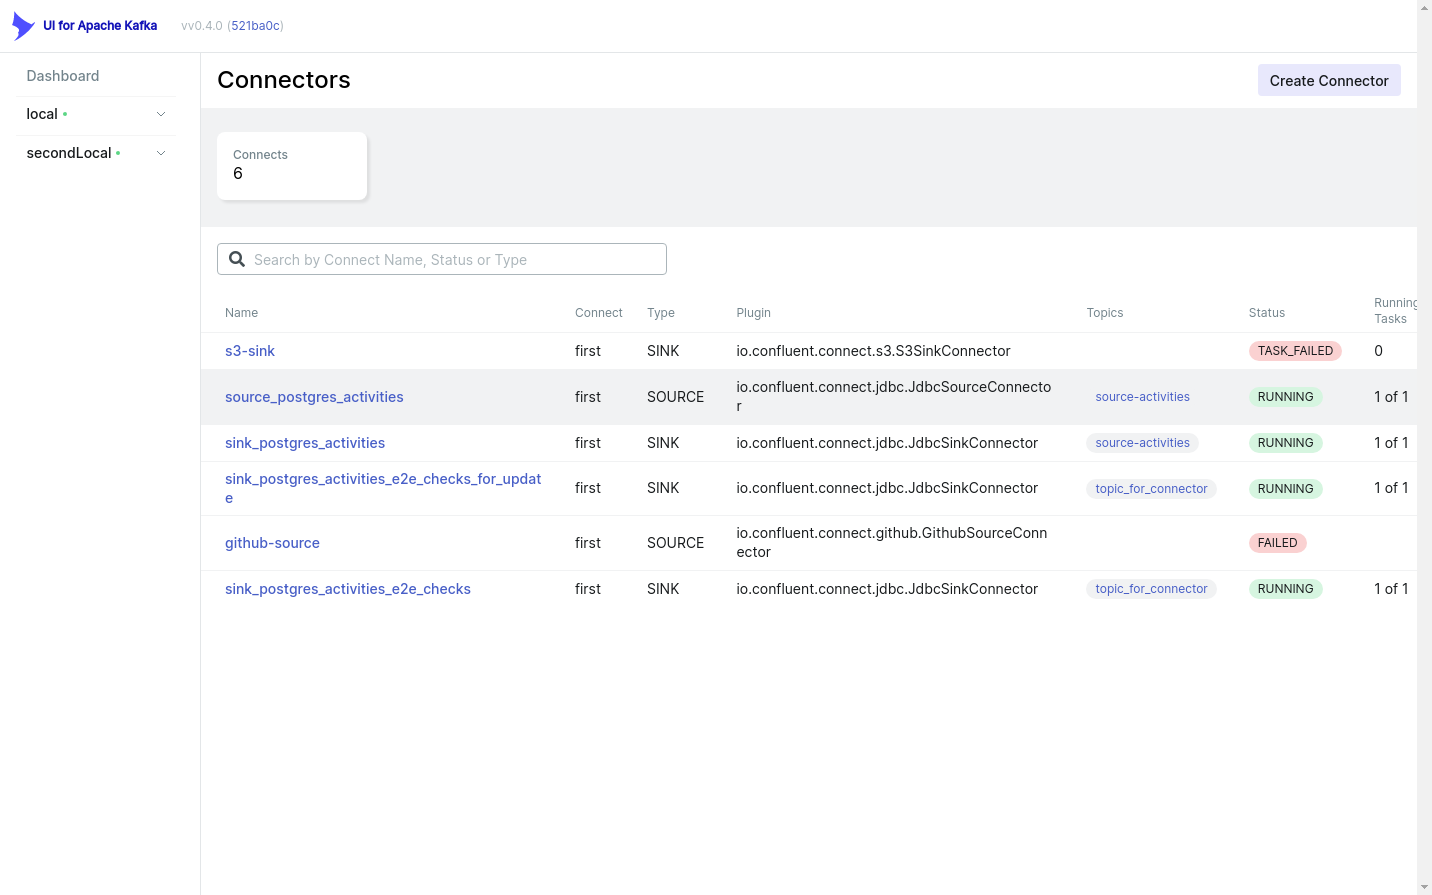 UI for Apache Kafka vv0.4.0 (521ba0c)
Dashboard
local
secondLocal
Connectors
Create Connector
Connects
6
Search by Connect Name, Status or Type
Name Connect Type Plugin Topics Status Running
Tasks
s3-sink first SINK io.confluent.connect.s3.S3SinkConnector TASK_FAILED 0
source_postgres_activities first SOURCE io.confluent.connect.jdbc.JdbcSourceConnecto
r source-activities RUNNING 1 of 1
sink_postgres_activities first SINK io.confluent.connect.jdbc.JdbcSinkConnector source-activities RUNNING 1 of 1
sink_postgres_activities_e2e_checks_for_updat
e first SINK io.confluent.connect.jdbc.JdbcSinkConnector topic_for_connector RUNNING 1 of 1
github-source first SOURCE io.confluent.connect.github.GithubSourceConn
ector FAILED
sink_postgres_activities_e2e_checks first SINK io.confluent.connect.jdbc.JdbcSinkConnector topic_for_connector RUNNING 1 of 1